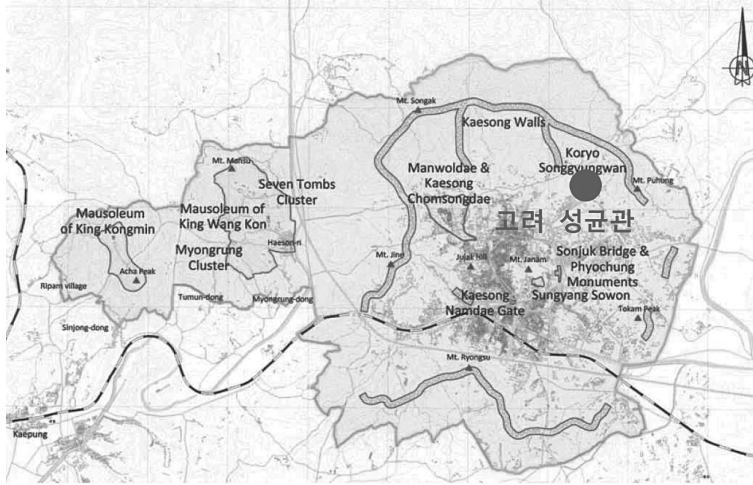 N
Mt. Songak
Kaesong Walls
Koryo
Songgyungwan
Mt. Puhung
Manwoldae &
Kaesong
Chomsongdae
고려 성균관
Mt. Mansu
Seven Tombs
Cluster
Mausoleum of
King Wang Kon
Mausoleum
of King Kongmin
Myongrung
Cluster
Haeson-ri
Acha Peak
Ripam village
Tumun-dong
Myongrung-dong
Sinjong-dong
Kaepung
Mt. Jine
Jujak Hill
Mt. Janam
Sonjuk Bridge &
Phyochung
Monuments
Sungyang Sowon
Kaesong
Namdae Gate
Tokam Peak
Mt. Ryongsu